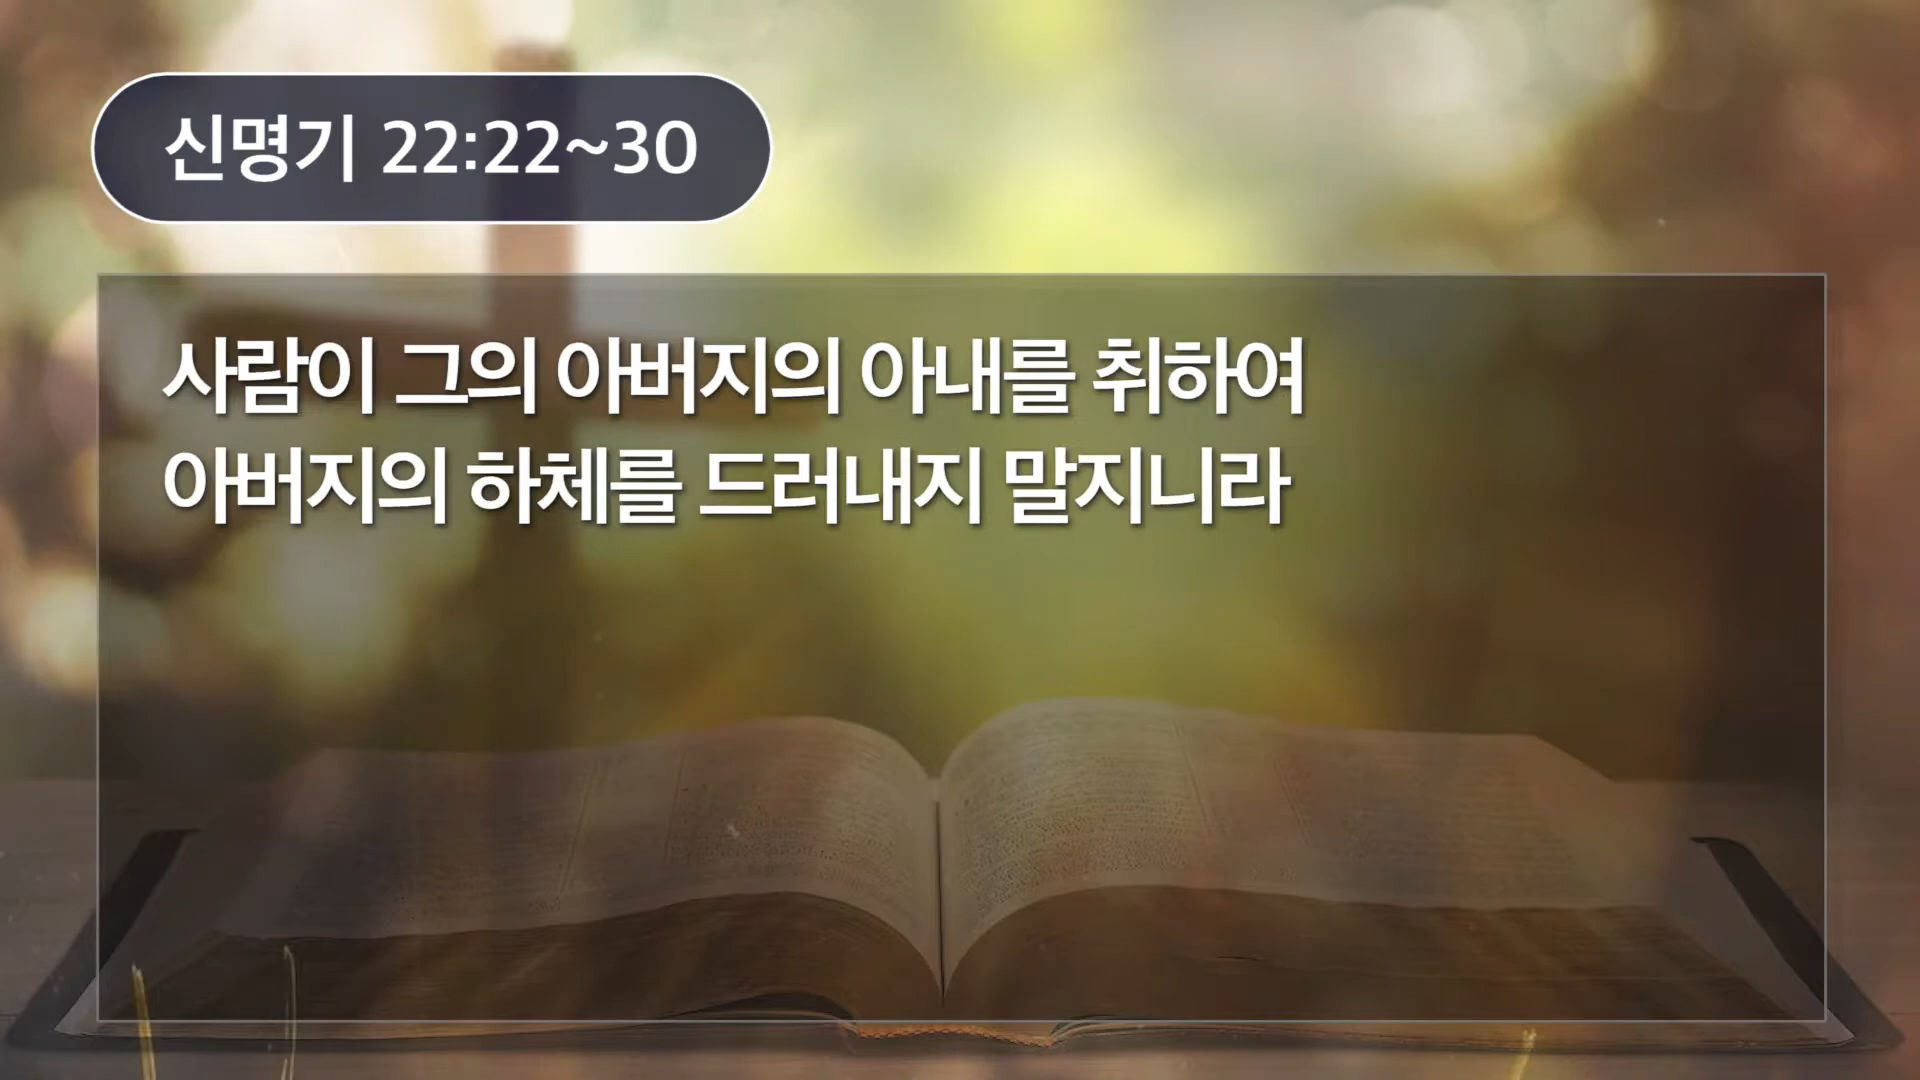 신명기 22:22~30
사람이 그의 아버지의 아내를 취하여
아버지의 하체를 드러내지 말지니라